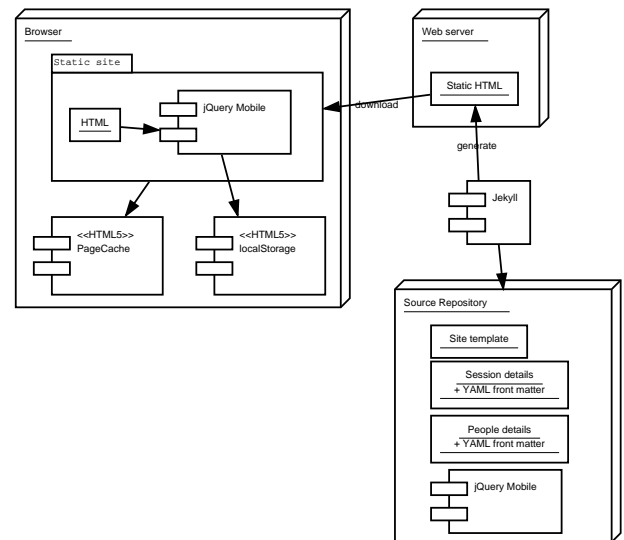 Browser
Static site
HTML
jQuery Mobile
<<HTML5>>
PageCache
<<HTML5>>
localStorage
download
Web server
Static HTML
generate
Jekyll
Source Repository
Site template
Session details
+ YAML front matter
People details
+ YAML front matter
jQuery Mobile